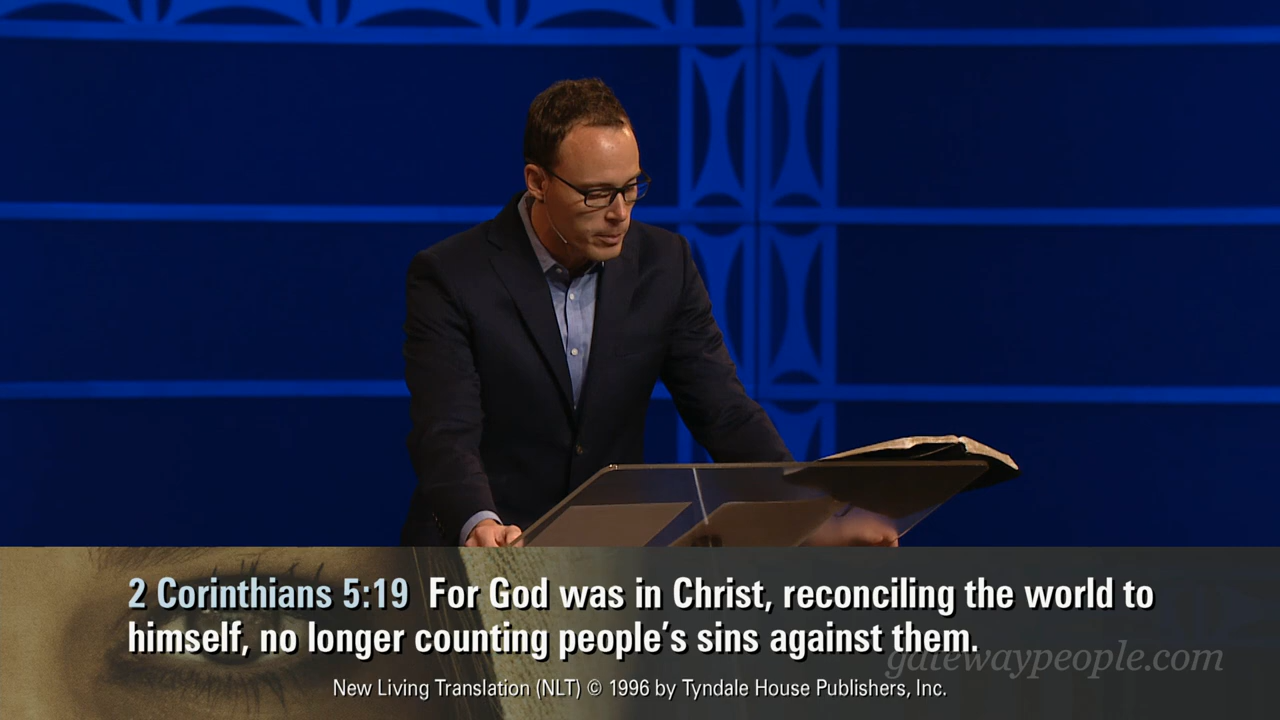 2 Corinthians 5:19 For God was in Christ, reconciling the world to
himself, no longer counting people's sins against them.
gatewaypeople.com
New Living Translation (NLT) © 1996 by Tyndale House Publishers, Inc.